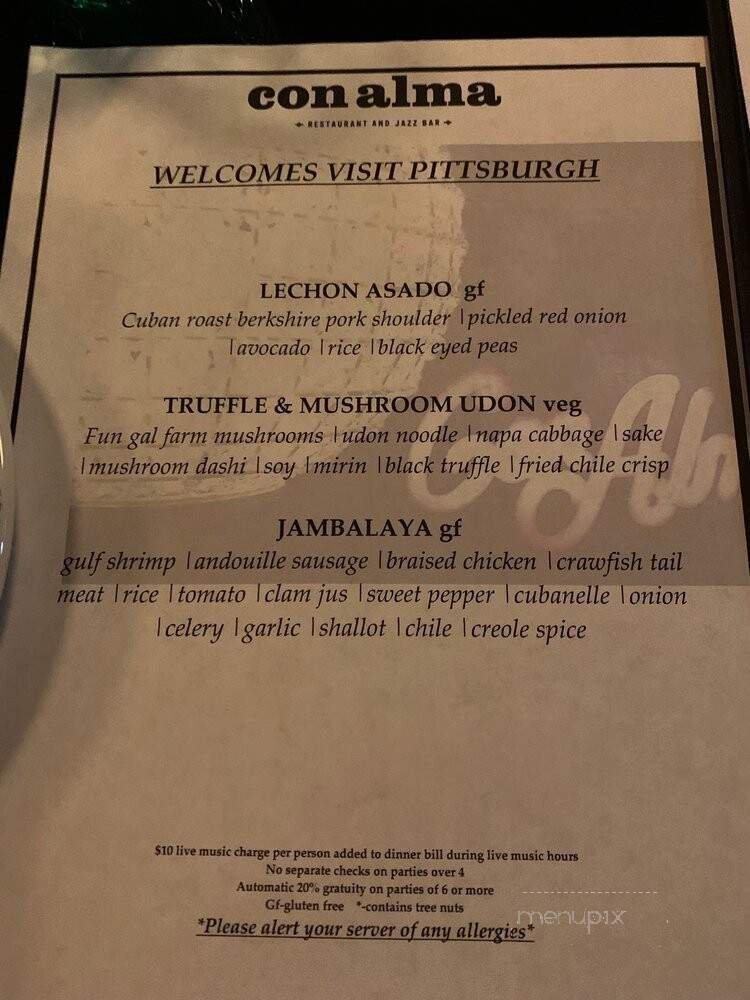 con alma
RESTAURANT AND JAZZ BAR
WELCOMES VISIT PITTSBURGH
LECHON ASADO gf
Cuban roast berkshire pork shoulder |pickled red onion
|avocado |rice |black eyed peas
TRUFFLE & MUSHROOM UDON veg
Fun gal farm mushrooms |udon noodle |napa cabbage |sake
|mushroom dashi |soy |mirin |black truffle |fried chile crisp
JAMBALAYA gf
gulf shrimp |andouille sausage |braised chicken |crawfish tail
meat |rice |tomato |clam jus |sweet pepper |cubanelle |onion
|celery |garlic |shallot |chile |creole spice
$10 live music charge per person added to dinner bill during live music hours
No separate checks on parties over 4
Automatic 20% gratuity on parties of 6 or more
Gf-gluten free *-contains tree nuts
*Please alert your server of any allergies*
menupix